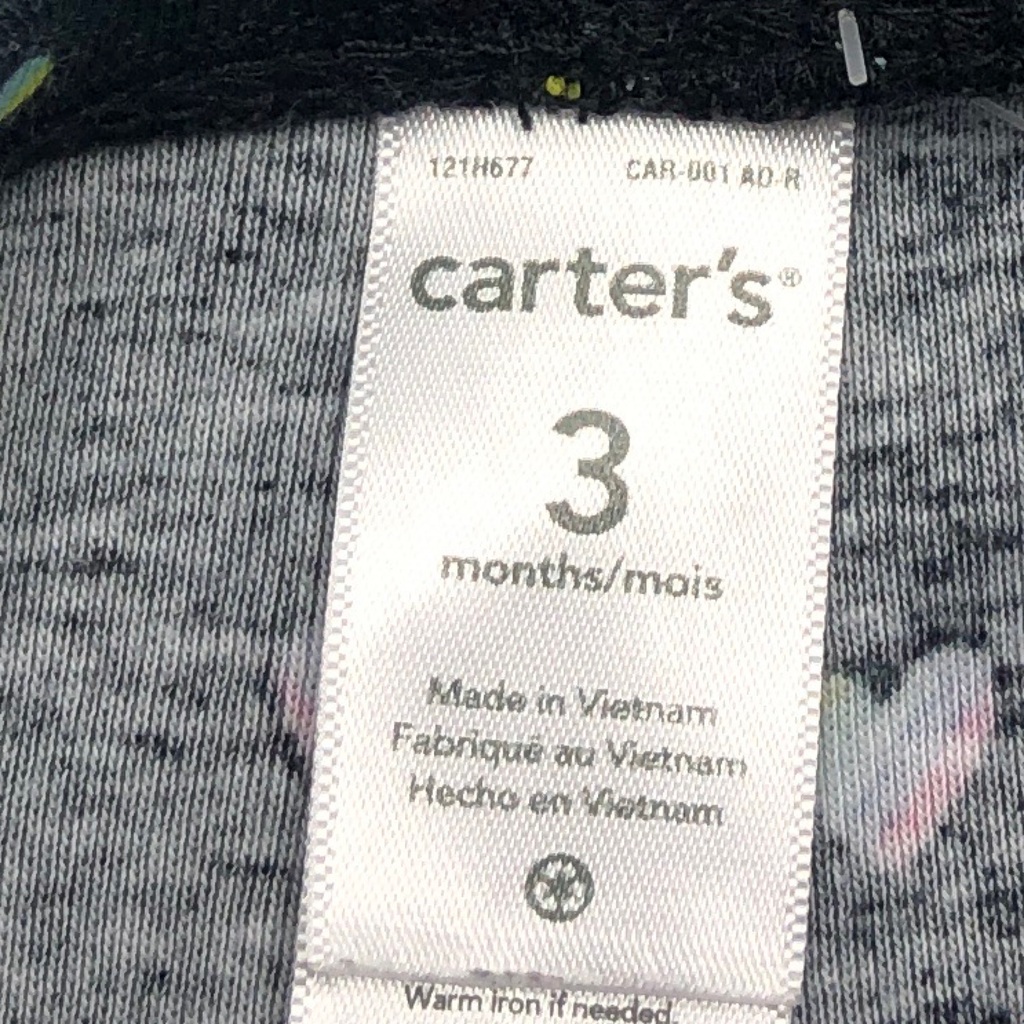 121H677 CAR-001 AD-R
carter's®
3
months/mois
Made in Vietnam
Fabriqué au Vietnam
Hecho en Vietnam
Warm iron if needed.